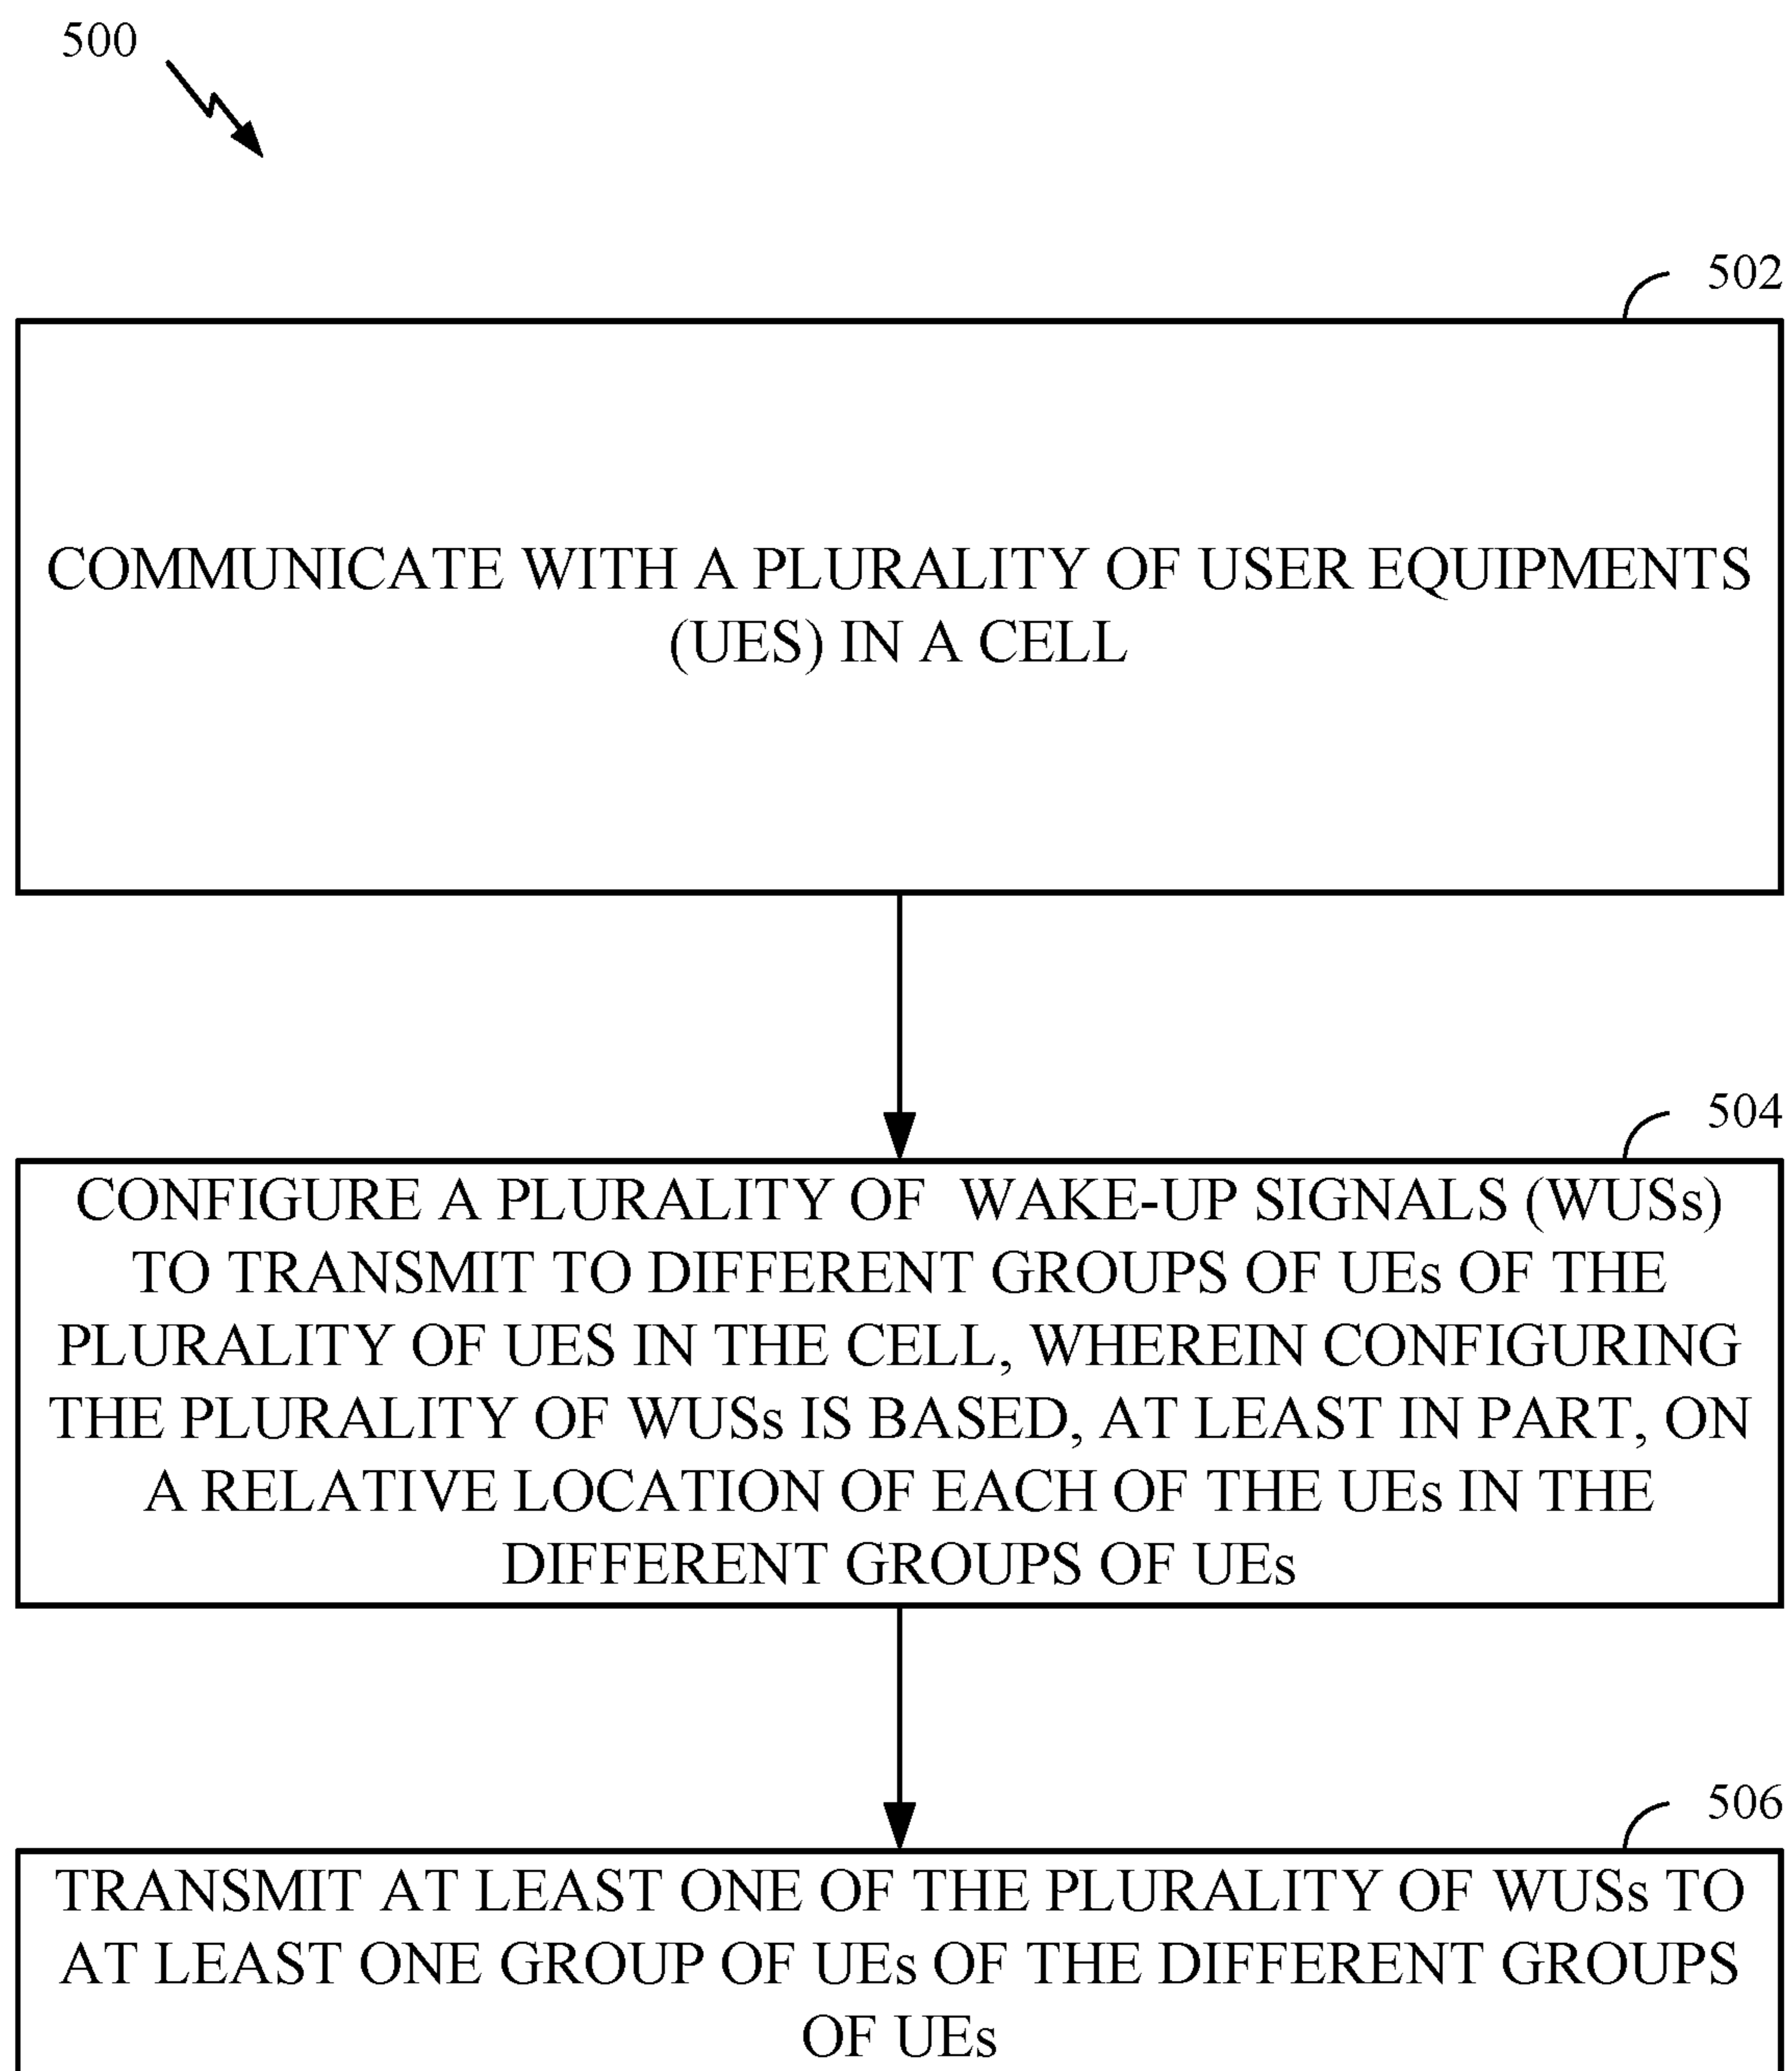 500
502
COMMUNICATE WITH A PLURALITY OF USER EQUIPMENTS
(UES) IN A CELL
504
CONFIGURE A PLURALITY OF WAKE-UP SIGNALS (WUSs)
TO TRANSMIT TO DIFFERENT GROUPS OF UEs OF THE
PLURALITY OF UES IN THE CELL, WHEREIN CONFIGURING
THE PLURALITY OF WUSs IS BASED, AT LEAST IN PART, ON
A RELATIVE LOCATION OF EACH OF THE UEs IN THE
DIFFERENT GROUPS OF UEs
506
TRANSMIT AT LEAST ONE OF THE PLURALITY OF WUSs TO
AT LEAST ONE GROUP OF UEs OF THE DIFFERENT GROUPS
OF UEs